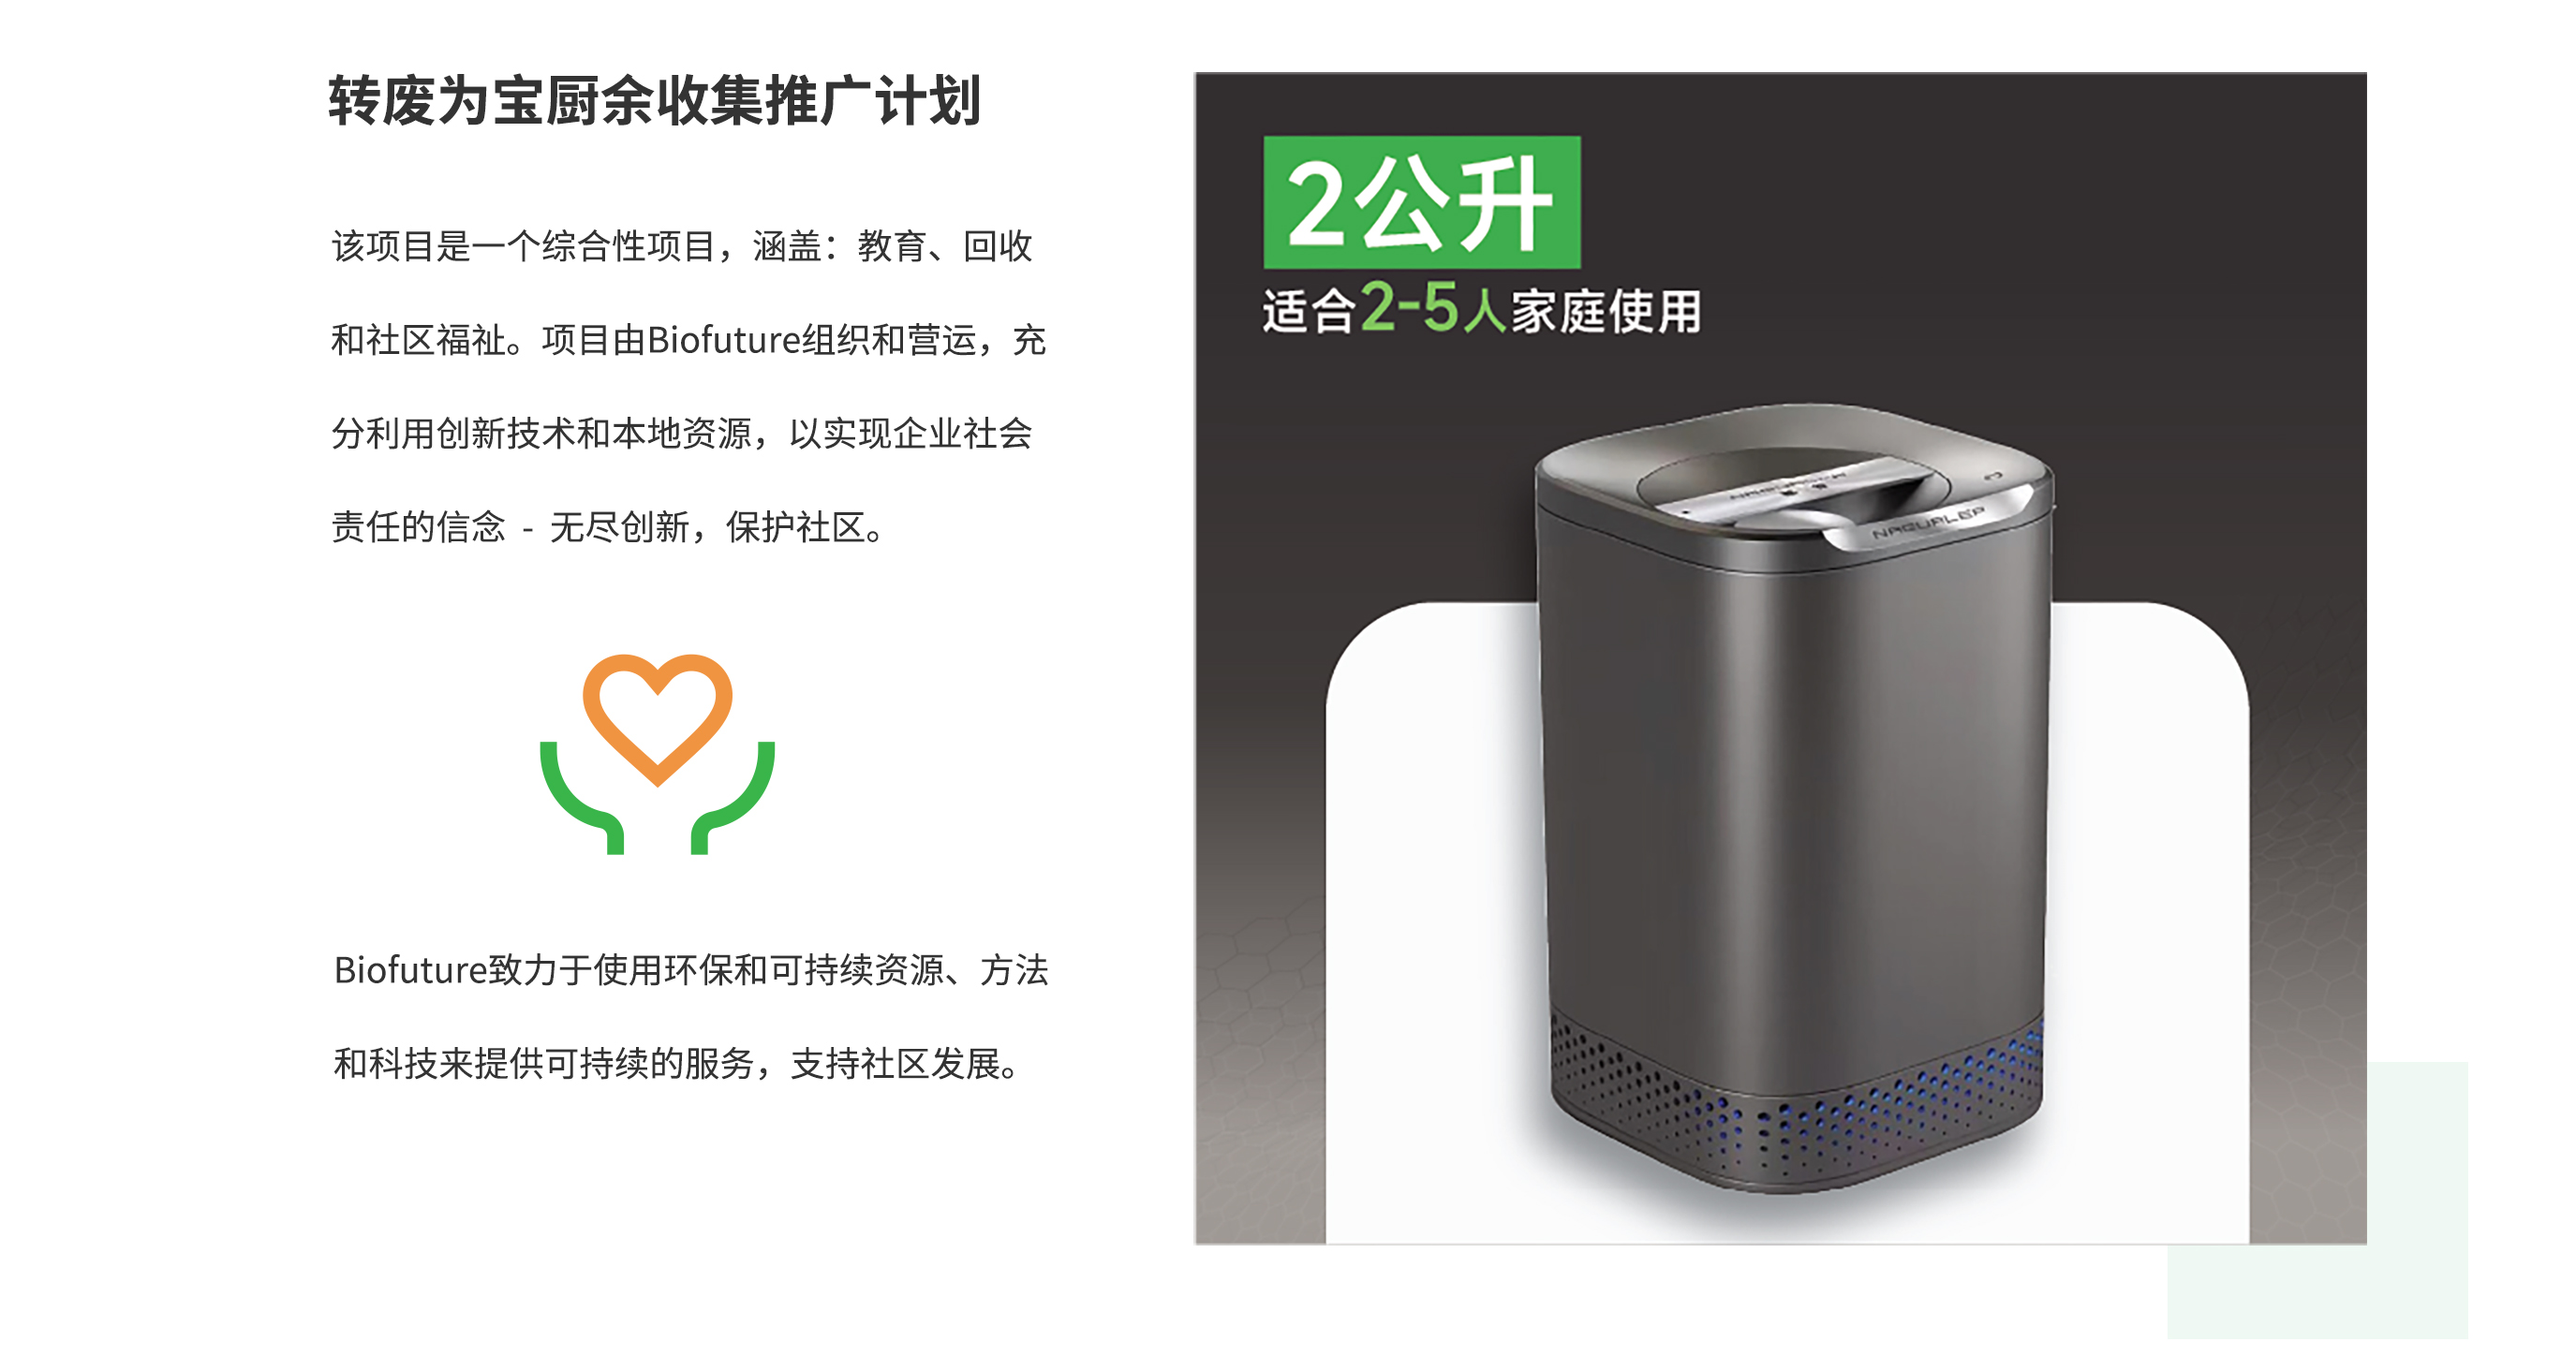 转废为宝厨余收集推广计划
该项目是一个综合性项目，涵盖：教育、回收
和社区福祉。项目由Biofuture组织和营运，充
分利用创新技术和本地资源，以实现企业社会
责任的信念 - 无尽创新，保护社区。
Biofuture致力于使用环保和可持续资源、方法
和科技来提供可持续的服务，支持社区发展。
2公升
适合2-5人家庭使用
NAGUALEP